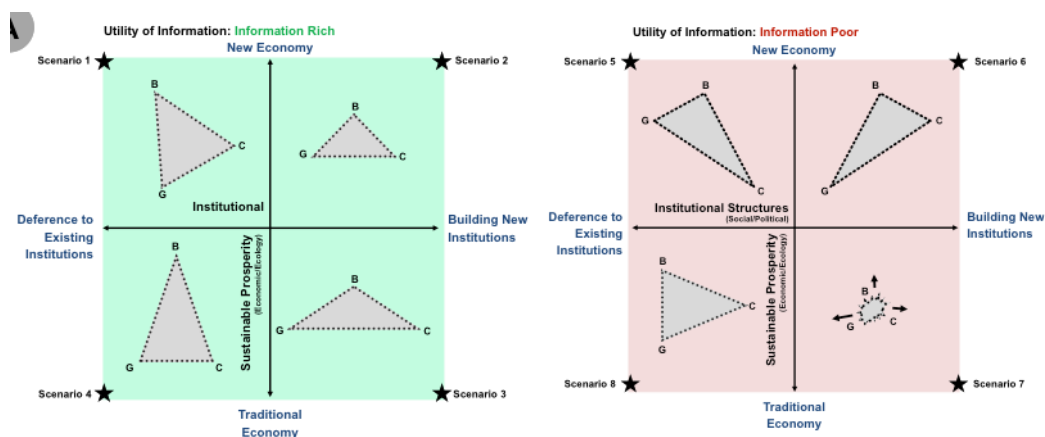 A
Utility of Information: Information Rich
New Economy
Scenario 1
Scenario 2
B
C
G
B
G
C
Institutional
Deference to
Existing
Institutions
Building New
Institutions
Sustainable Prosperity
(Economic/Ecology)
B
G
C
B
G
C
Scenario 4
Scenario 3
Traditional
Economy
Utility of Information: Information Poor
New Economy
Scenario 5
Scenario 6
B
G
C
B
C
G
Institutional Structures
(Social/Political)
Deference to
Existing
Institutions
Building New
Institutions
Sustainable Prosperity
(Economic/Ecology)
B
C
G
B
G
C
Scenario 8
Scenario 7
Traditional
Economy